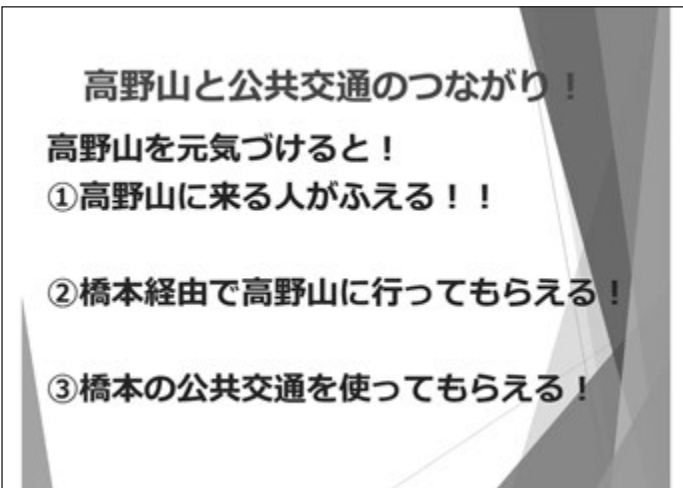 高野山と公共交通のつながり！
高野山を元気づけると！
①高野山に来る人がふえる！！
②橋本経由で高野山に行ってもらえる！
③橋本の公共交通を使ってもらえる！